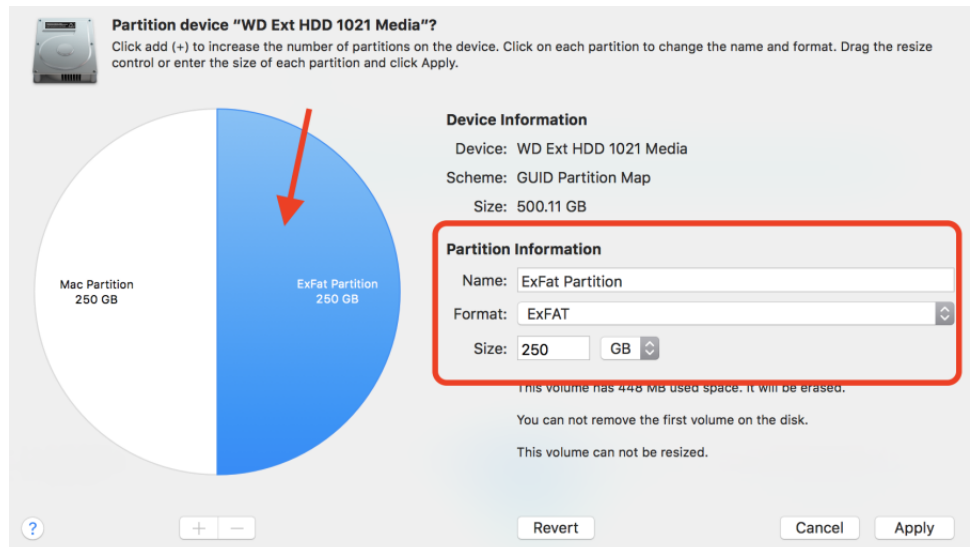 Partition device “WD Ext HDD 1021 Media”?
Click add (+) to increase the number of partitions on the device. Click on each partition to change the name and format. Drag the resize
control or enter the size of each partition and click Apply.
Mac Partition
250 GB
ExFat Partition
250 GB
Device Information
Device: WD Ext HDD 1021 Media
Scheme: GUID Partition Map
Size: 500.11 GB
Partition Information
Name: ExFat Partition
Format: ExFAT
Size: 250 GB
This volume has 448 MB used space. It will be erased.
You can not remove the first volume on the disk.
This volume can not be resized.
? + − Revert Cancel Apply